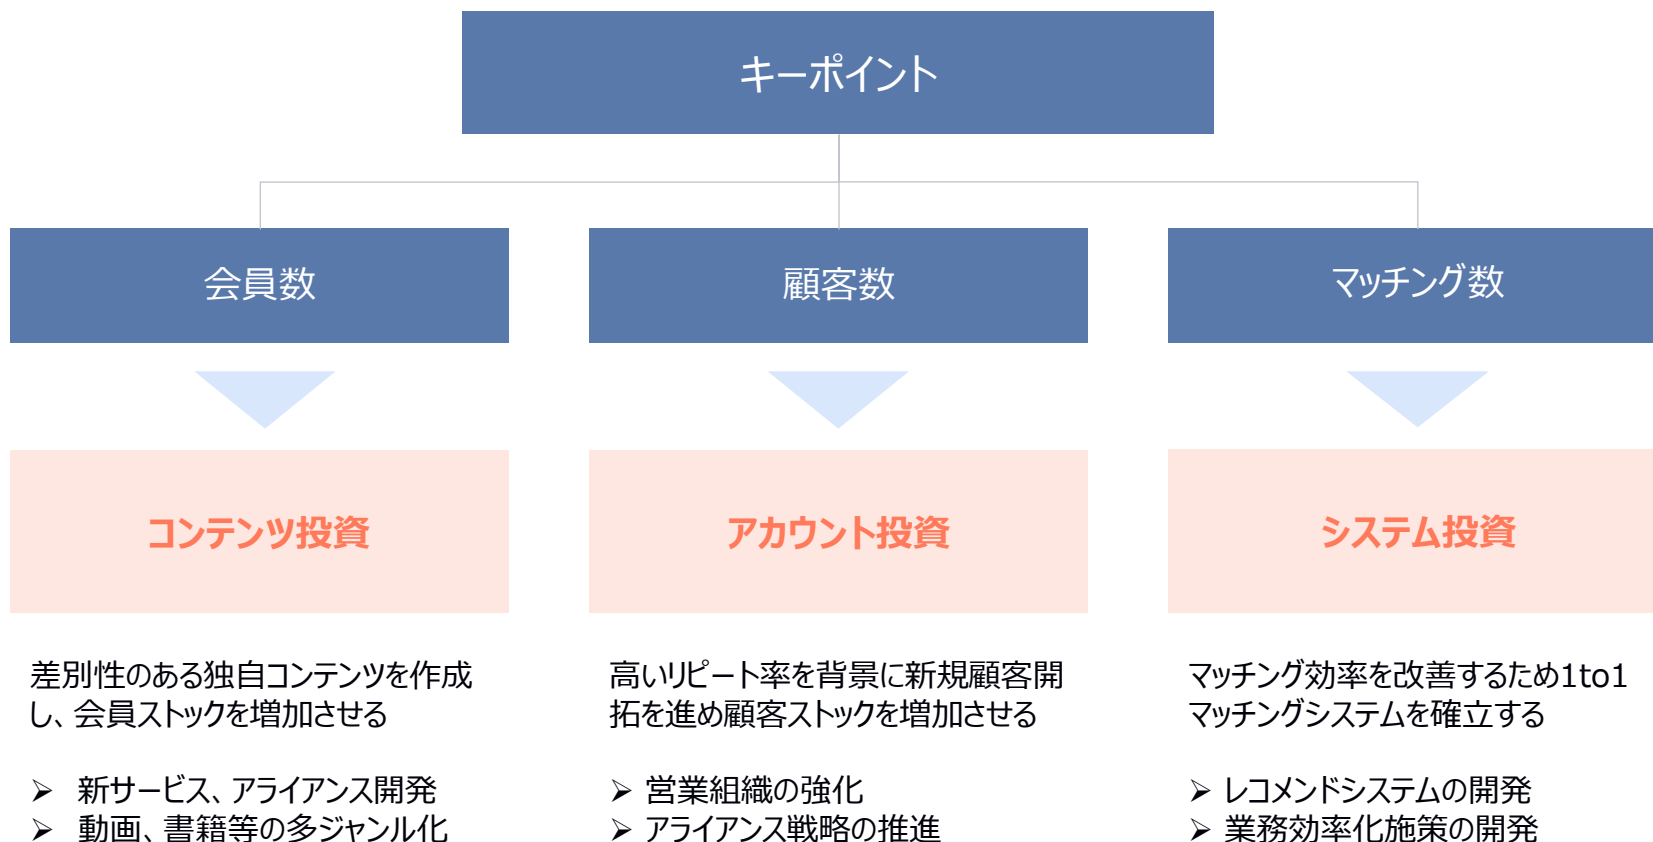 キーポイント
会員数
顧客数
マッチング数
コンテンツ投資
アカウント投資
システム投資
差別性のある独自コンテンツを作成
し、会員ストックを増加させる
➢ 新サービス、アライアンス開発
➢ 動画、書籍等の多ジャンル化
高いリピート率を背景に新規顧客開
拓を進め顧客ストックを増加させる
➢ 営業組織の強化
➢ アライアンス戦略の推進
マッチング効率を改善するため1to1
マッチングシステムを確立する
➢ レコメンドシステムの開発
➢ 業務効率化施策の開発